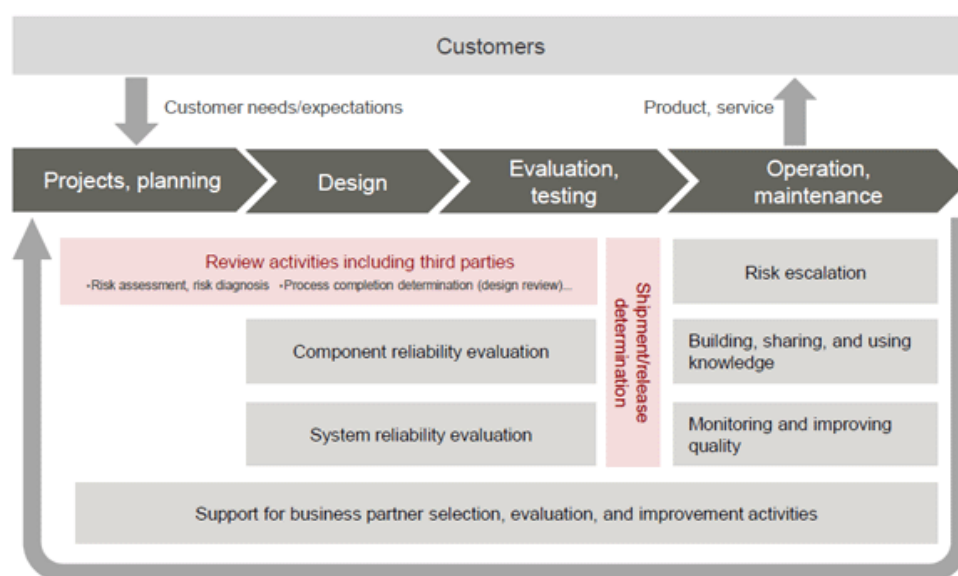 Customers
Customer needs/expectations
Product, service
Projects, planning
Design
Evaluation,
testing
Operation,
maintenance
Review activities including third parties
•Risk assessment, risk diagnosis •Process completion determination (design review)...
Shipment/release
determination
Risk escalation
Component reliability evaluation
Building, sharing, and using
knowledge
System reliability evaluation
Monitoring and improving
quality
Support for business partner selection, evaluation, and improvement activities